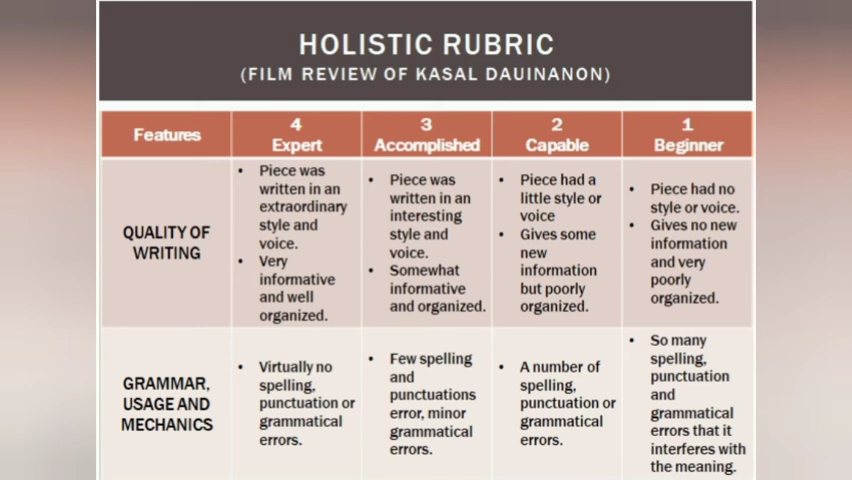 HOLISTIC RUBRIC
(FILM REVIEW OF KASAL DAUINANON)
Features
4
Expert
3
Accomplished
2
Capable
1
Beginner
QUALITY OF
WRITING
• Piece was
written in an
extraordinary
style and
voice.
• Very
informative
and well
organized.
• Piece was
written in an
interesting
style and
voice.
• Somewhat
informative
and organized.
• Piece had a
little style or
voice
• Gives some
new
information
but poorly
organized.
• Piece had no
style or voice.
• Gives no new
information
and very
poorly
organized.
GRAMMAR,
USAGE AND
MECHANICS
• Virtually no
spelling,
punctuation or
grammatical
errors.
• Few spelling
and
punctuations
error, minor
grammatical
errors.
• A number of
spelling,
punctuation or
grammatical
errors.
• So many
spelling,
punctuation
and
grammatical
errors that it
interferes with
the meaning.